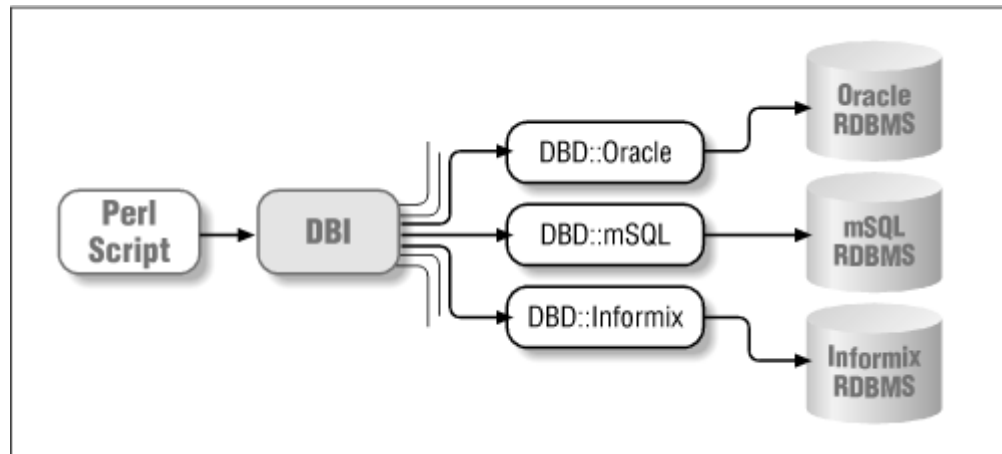 Perl
Script
DBI
DBD::Oracle
DBD::mSQL
DBD::Informix
Oracle
RDBMS
mSQL
RDBMS
Informix
RDBMS